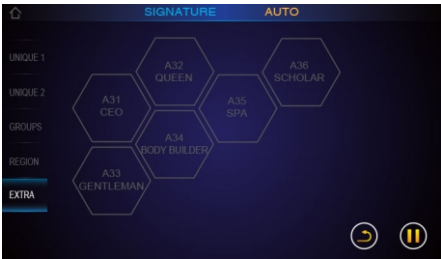 SIGNATURE AUTO
UNIQUE 1
UNIQUE 2
GROUPS
REGION
EXTRA
A31
CEO
A32
QUEEN
A33
GENTLEMAN
A34
BODY BUILDER
A35
SPA
A36
SCHOLAR